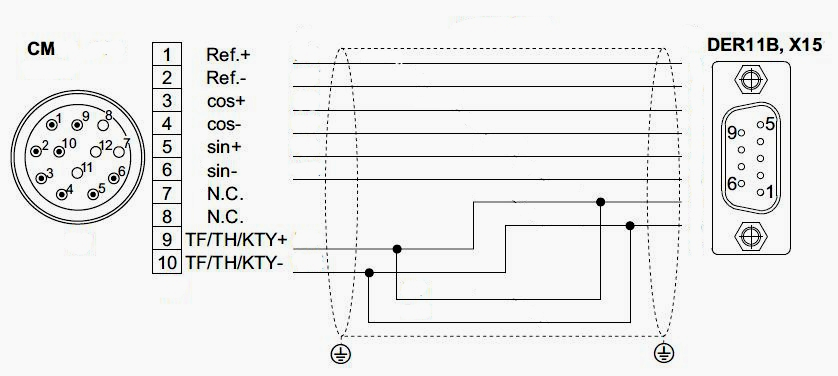 CM
DER11B, X15
1 Ref.+
2 Ref.-
3 cos+
4 cos-
5 sin+
6 sin-
7 N.C.
8 N.C.
9 TF/TH/KTY+
10 TF/TH/KTY-
1 9 8
2 10 12 7
11
3 6
4 5
9 5
6 1